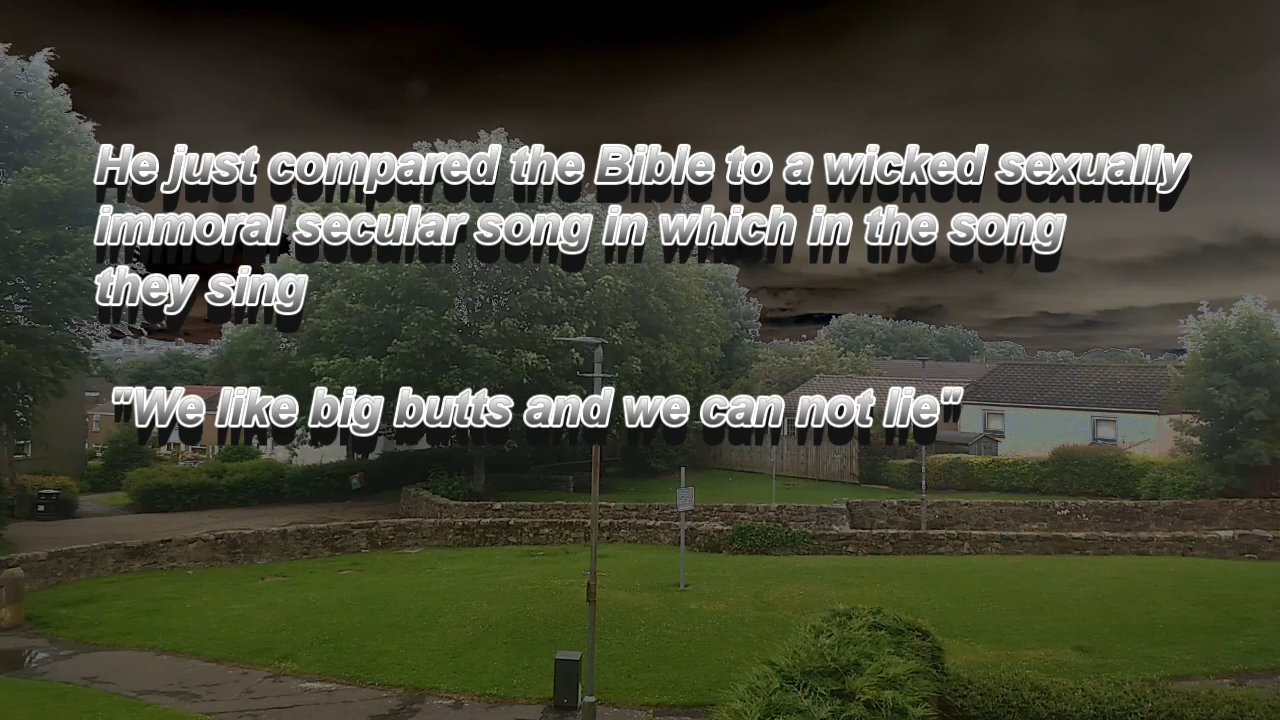 He just compared the Bible to a wicked sexually
immoral secular song in which in the song
they sing
"We like big butts and we can not lie"